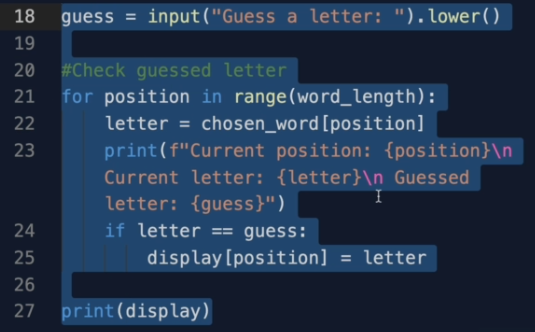 18 guess = input("Guess a letter: ").lower()
19
20 #Check guessed letter
21 for position in range(word_length):
22 letter = chosen_word[position]
23 print(f"Current position: {position}\n
Current letter: {letter}\n Guessed
letter: {guess}")
24 if letter == guess:
25 display[position] = letter
26
27 print(display)